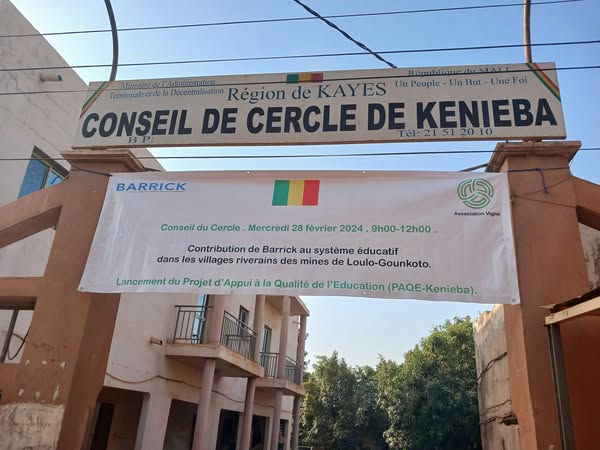 Ministère de l'Administration
Territoriale et de la Décentralisation
République du MALI
Un Peuple - Un But - Une Foi
Région de KAYES
CONSEIL DE CERCLE DE KENIEBA
BP:
Tél: 21 51 20 10
BARRICK
Association Vigne
Conseil du Cercle . Mercredi 28 février 2024 . 9h00-12h00 .
Contribution de Barrick au système éducatif
dans les villages riverains des mines de Loulo-Gounkoto.
Lancement du Projet d'Appui à la Qualité de l'Education (PAQE-Kenieba).